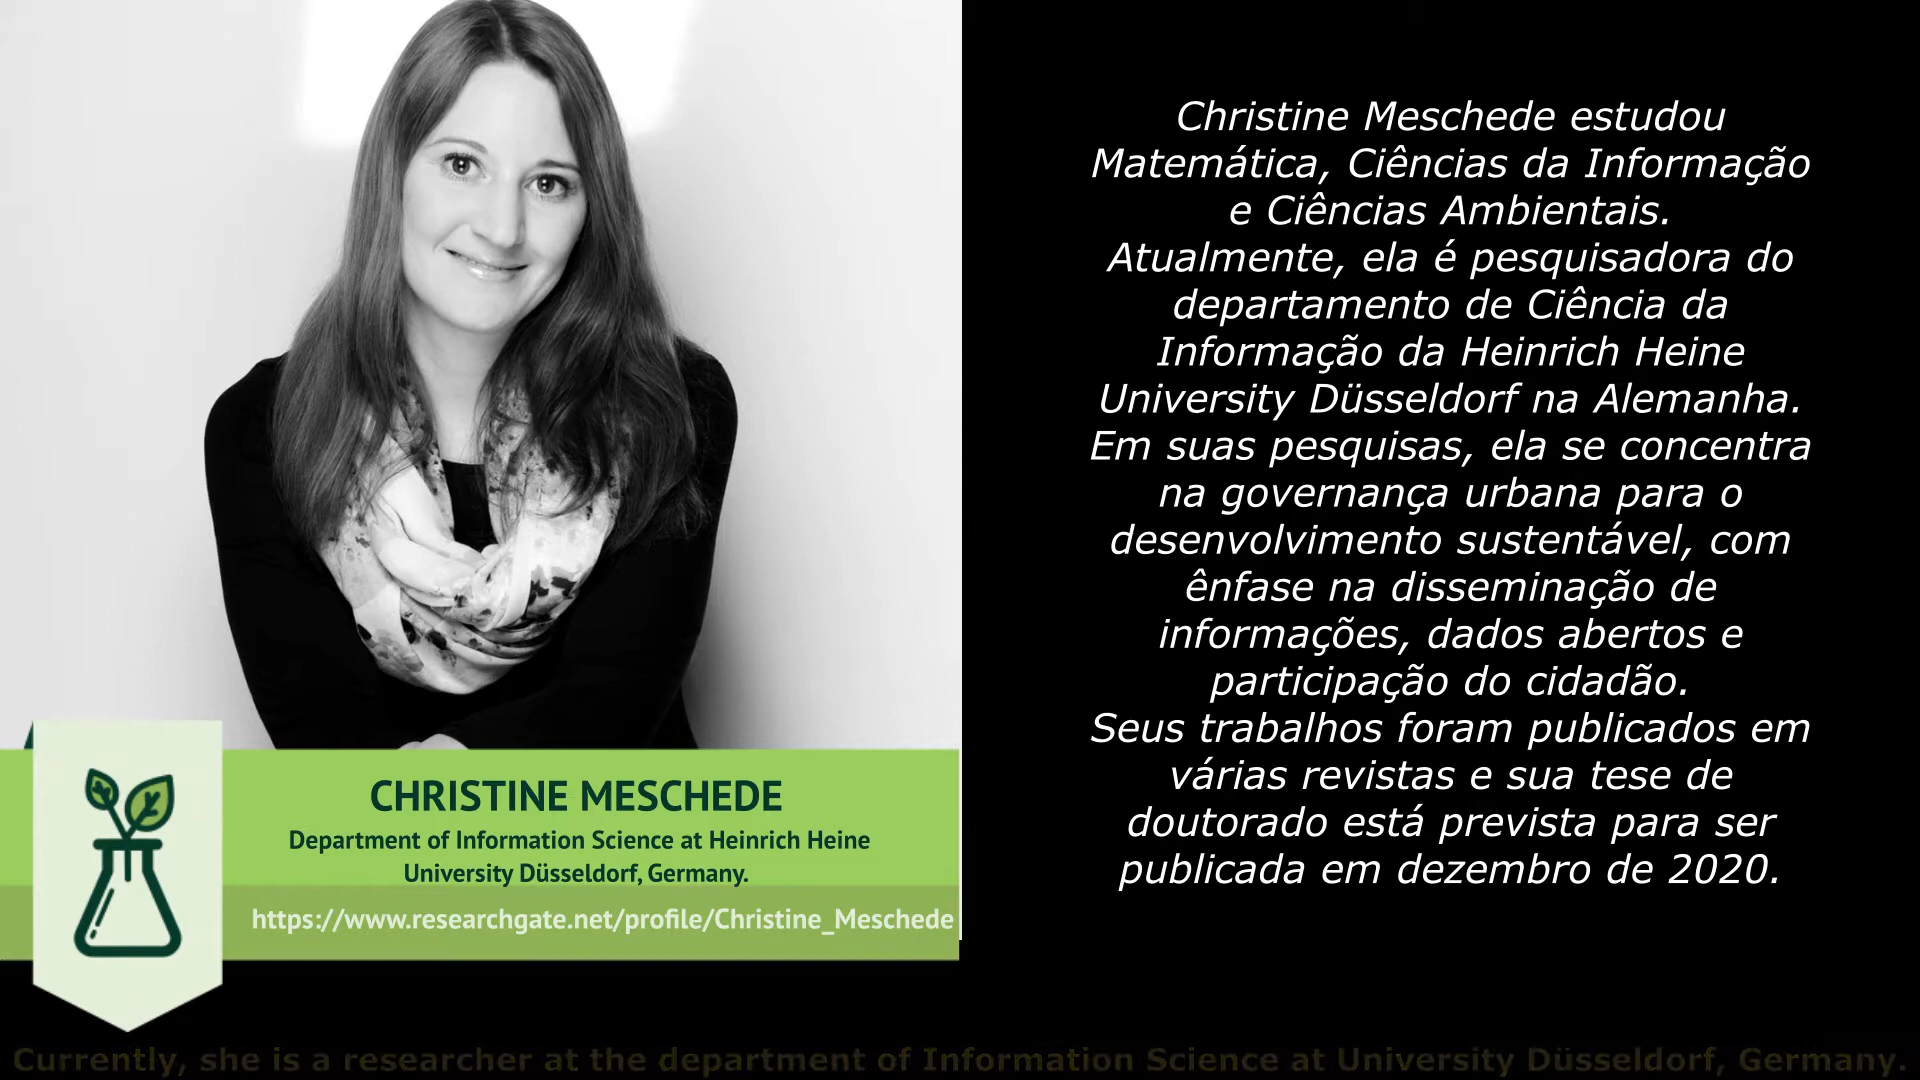 CHRISTINE MESCHEDE
Department of Information Science at Heinrich Heine
University Düsseldorf, Germany.
https://www.researchgate.net/profile/Christine_Meschede
Christine Meschede estudou
Matemática, Ciências da Informação
e Ciências Ambientais.
Atualmente, ela é pesquisadora do
departamento de Ciência da
Informação da Heinrich Heine
University Düsseldorf na Alemanha.
Em suas pesquisas, ela se concentra
na governança urbana para o
desenvolvimento sustentável, com
ênfase na disseminação de
informações, dados abertos e
participação do cidadão.
Seus trabalhos foram publicados em
várias revistas e sua tese de
doutorado está prevista para ser
publicada em dezembro de 2020.
Currently, she is a researcher at the department of Information Science at University Düsseldorf, Germany.